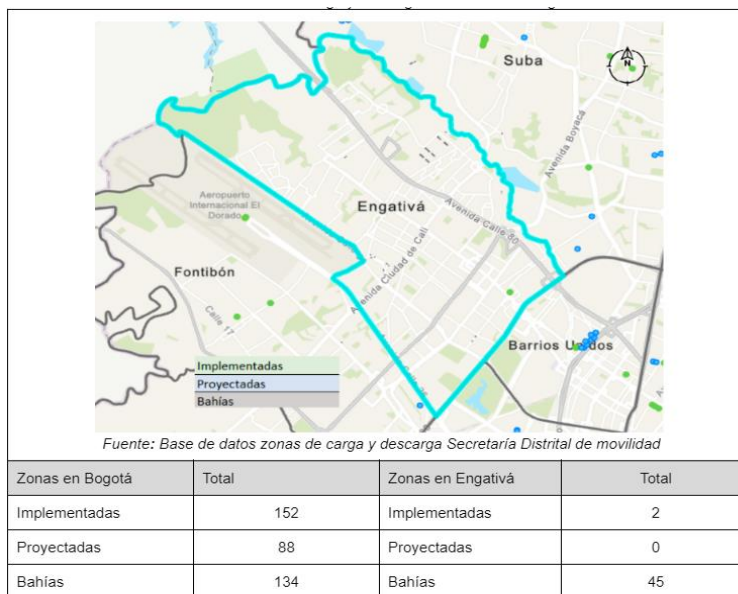 Suba
N
Avenida Boyacá
Aeropuerto
Internacional El
Dorado
Engativá
Avenida Calle 80
Avenida Ciudad de Cali
Fontibón
Calle 17
Barrios Unidos
Implementadas
Proyectadas
Bahías
Fuente: Base de datos zonas de carga y descarga Secretaría Distrital de movilidad
Zonas en Bogotá Total Zonas en Engativá Total
Implementadas 152 Implementadas 2
Proyectadas 88 Proyectadas 0
Bahías 134 Bahías 45